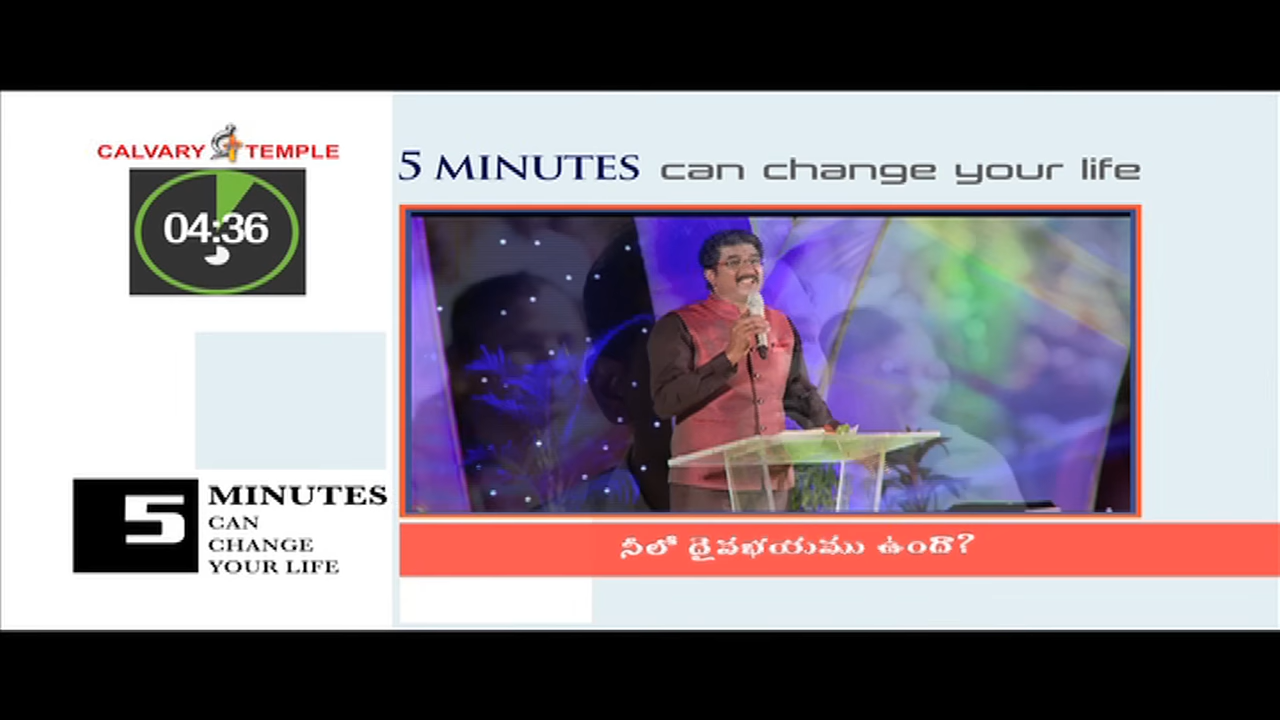 CALVARY TEMPLE
5 MINUTES can change your life
04:36
5 MINUTES
CAN
CHANGE
YOUR LIFE
నీలో దైవభయము ఉందా?